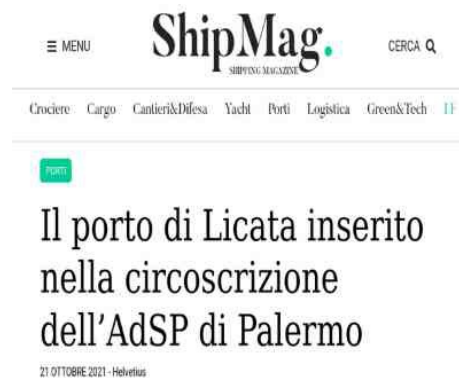 ≡ MENU
ShipMag.
SHIPPING MAGAZINE
CERCA
Crociere Cargo Cantieri&Difesa Yacht Porti Logistica Green&Tech
PORTI
Il porto di Licata inserito
nella circoscrizione
dell'AdSP di Palermo
21 OTTOBRE 2021 - Helvetius